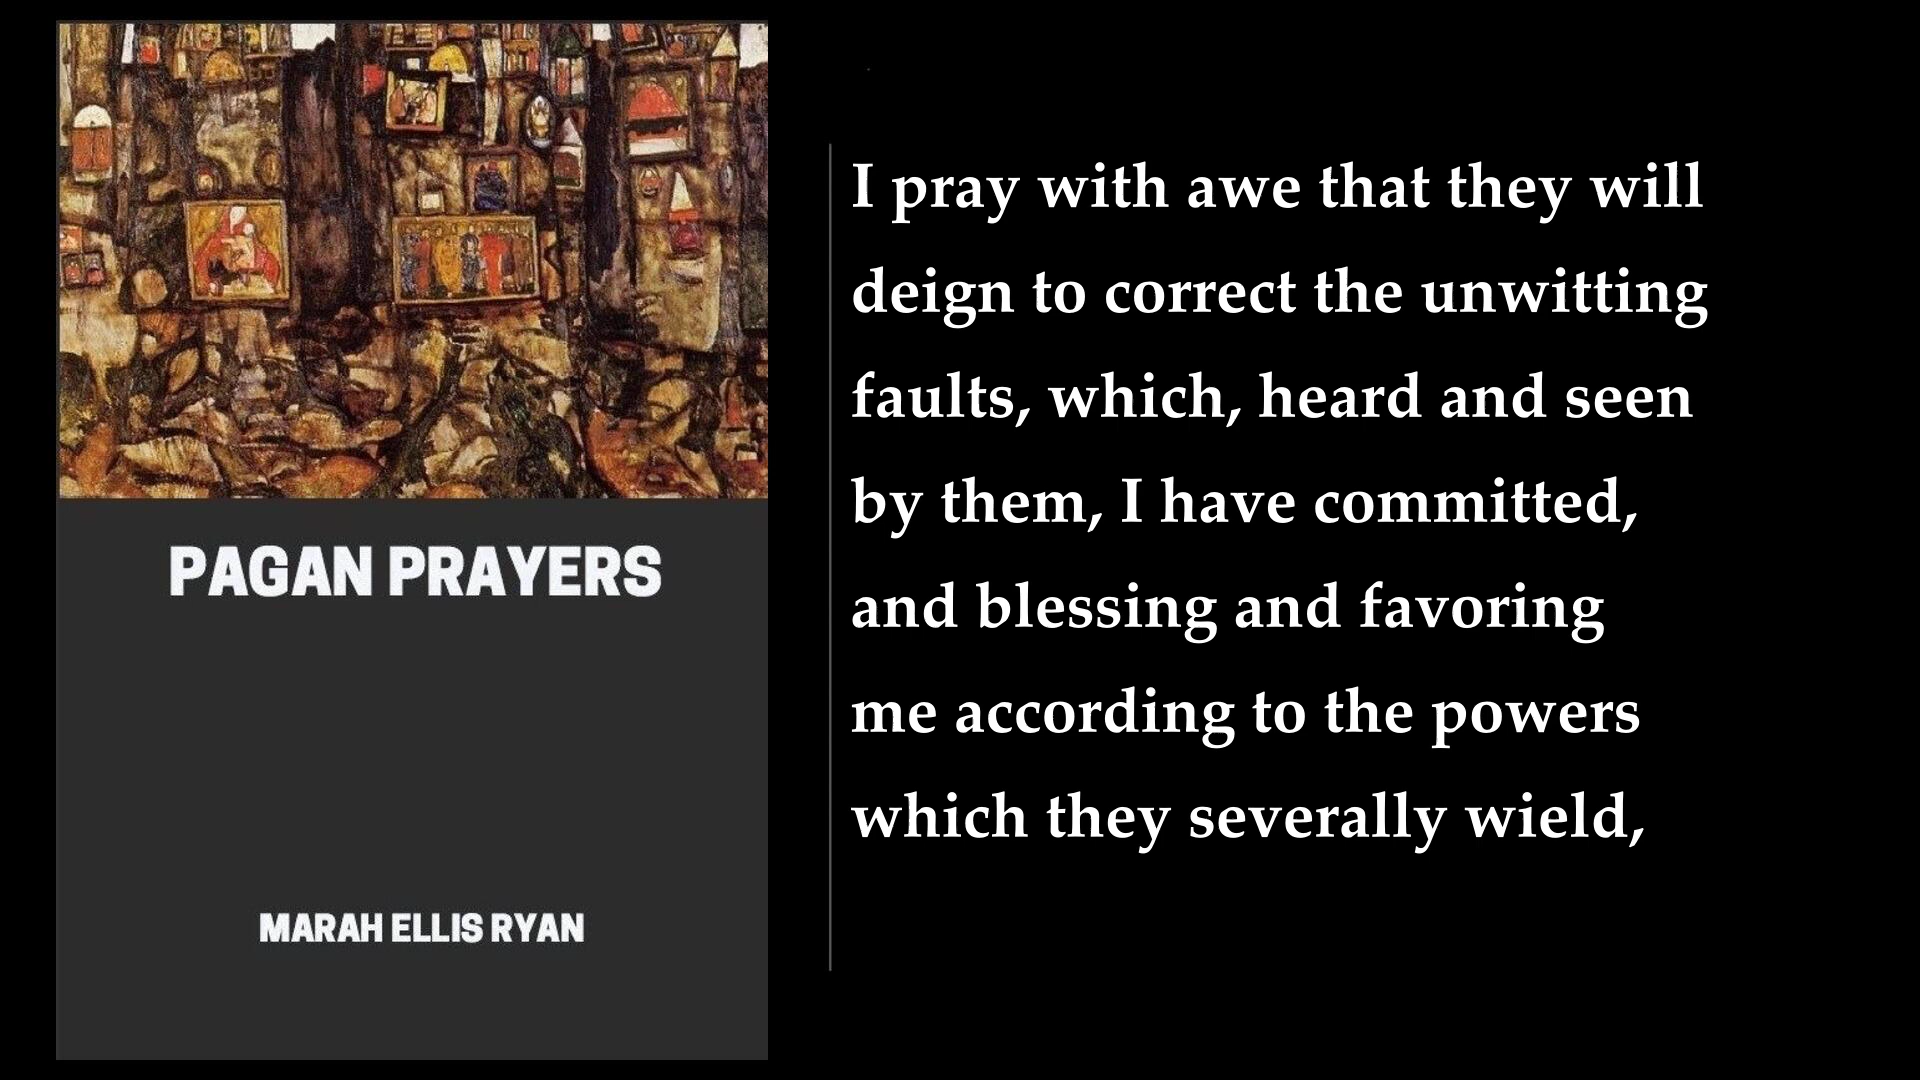 PAGAN PRAYERS
MARAH ELLIS RYAN
I pray with awe that they will
deign to correct the unwitting
faults, which, heard and seen
by them, I have committed,
and blessing and favoring
me according to the powers
which they severally wield,